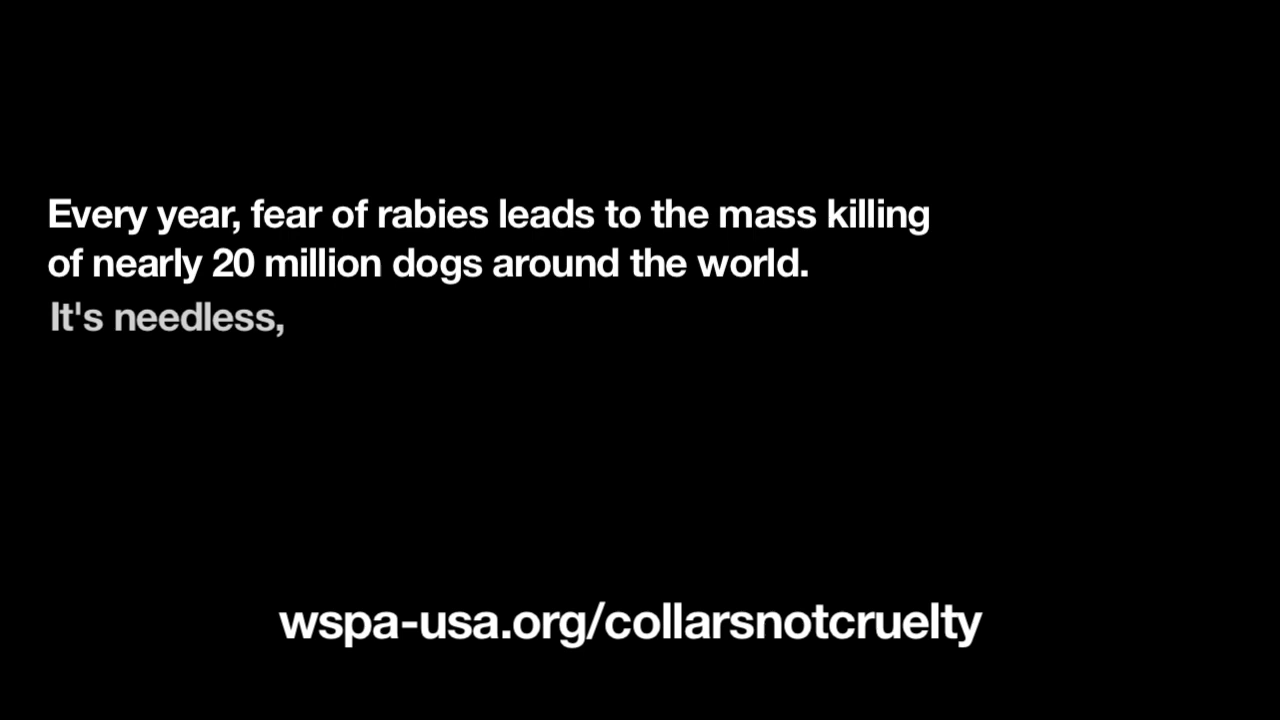 Every year, fear of rabies leads to the mass killing
of nearly 20 million dogs around the world.
It's needless,
wspa-usa.org/collarsnotcruelty